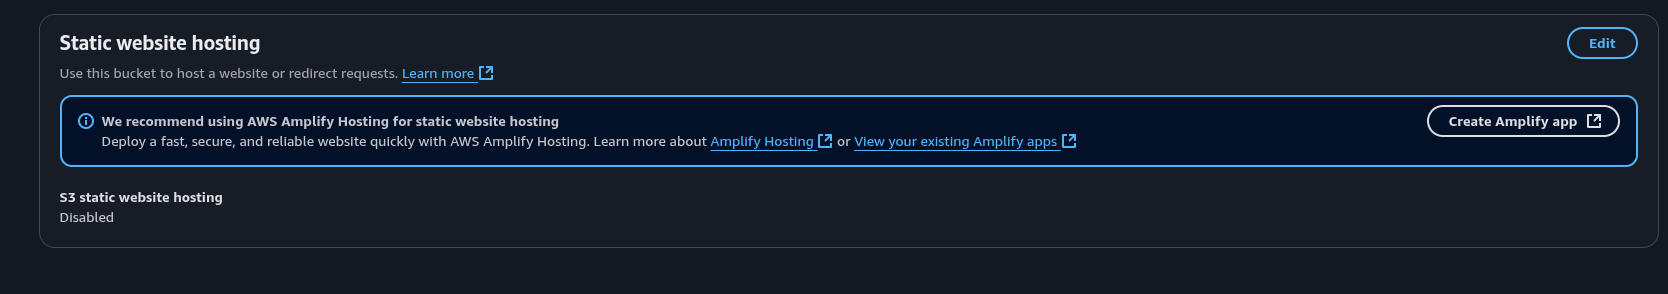 Static website hosting
Edit
Use this bucket to host a website or redirect requests. Learn more
We recommend using AWS Amplify Hosting for static website hosting
Create Amplify app
Deploy a fast, secure, and reliable website quickly with AWS Amplify Hosting. Learn more about Amplify Hosting or View your existing Amplify apps
S3 static website hosting
Disabled